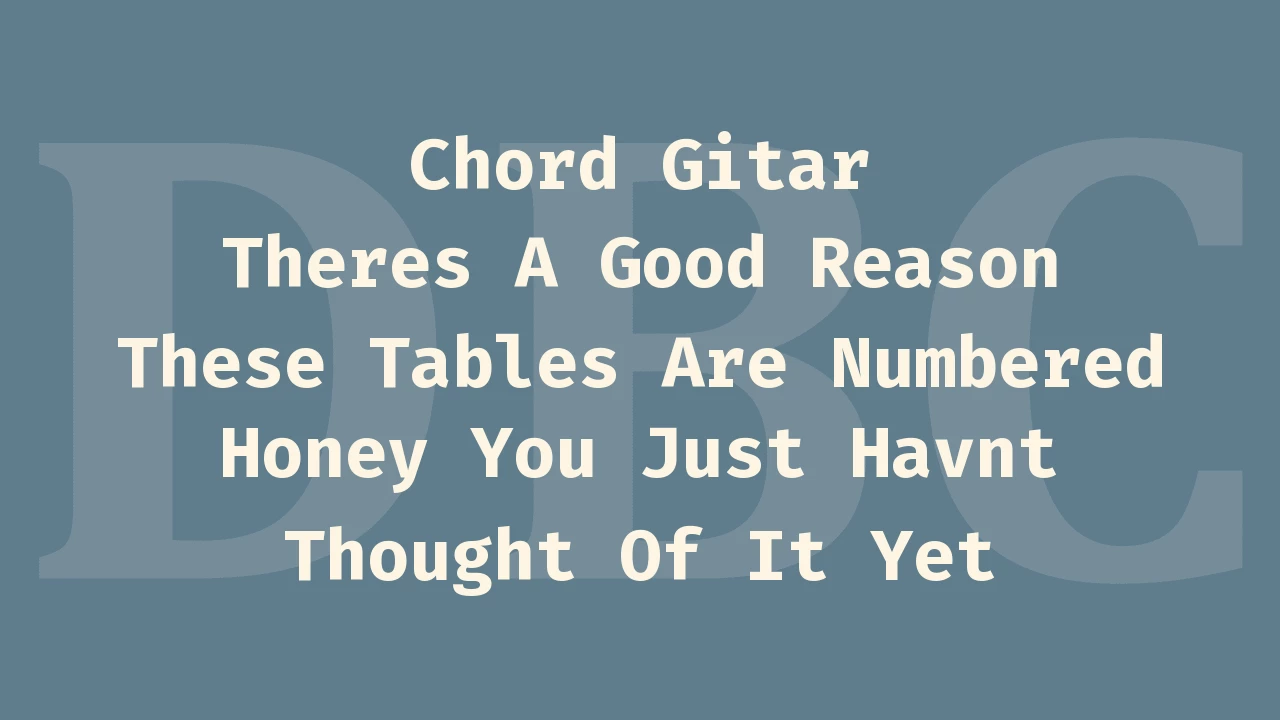 DBC
Chord Gitar
Theres A Good Reason
These Tables Are Numbered
Honey You Just Havnt
Thought Of It Yet